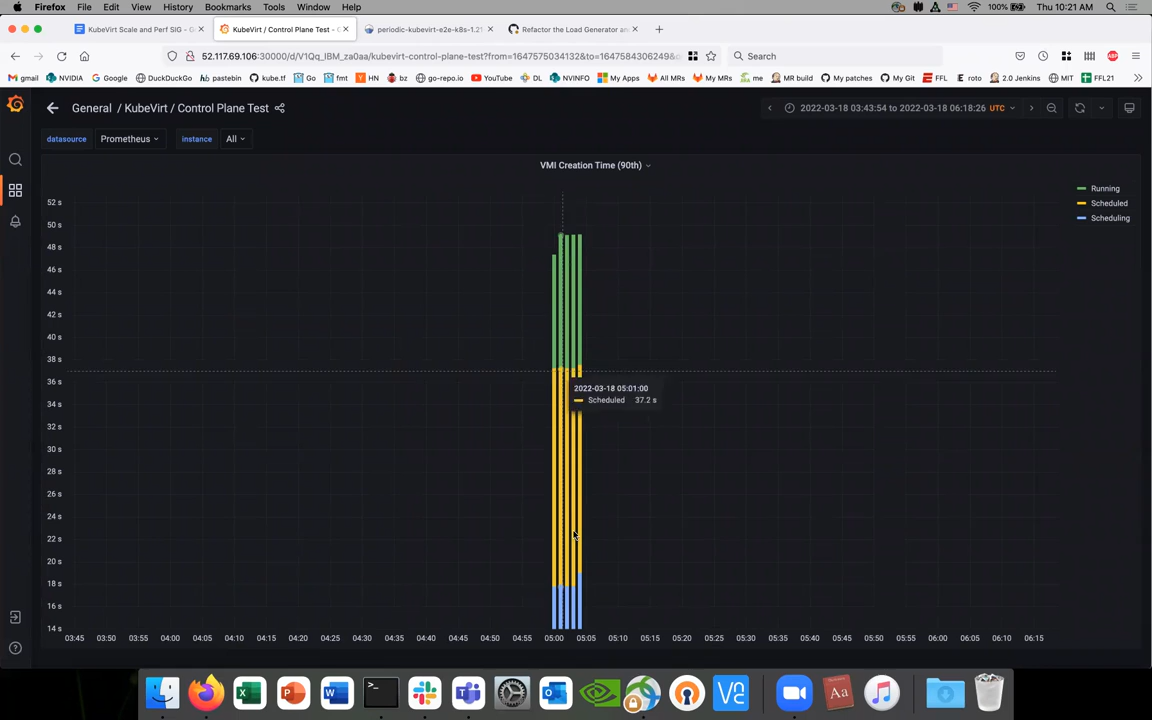 Firefox File Edit View History Bookmarks Tools Window Help 100% Thu 10:21 AM
KubeVirt Scale and Perf SIG - G
KubeVirt / Control Plane Test - G
periodic-kubevirt-e2e-k8s-1.21
Refactor the Load Generator an
52.117.69.106:30000/d/V1Qq_IBM_za0aa/kubevirt-control-plane-test?from=1647575034132&to=1647584306249&
Search
gmail NVIDIA Google DuckDuckGo pastebin kube.tf GCal fmt HN bz go-repo.io YouTube DL NVINFO My Apps All MRs My MRs me MR build My patches My Git FFL roto 2.0 Jenkins MIT FFL21
General / KubeVirt / Control Plane Test
2022-03-18 03:43:54 to 2022-03-18 06:18:26 UTC
datasource Prometheus instance All
VMI Creation Time (90th)
Running
Scheduled
Scheduling
52 s
50 s
48 s
46 s
44 s
42 s
40 s
38 s
36 s
34 s
32 s
30 s
28 s
26 s
24 s
22 s
20 s
18 s
16 s
14 s
2022-03-18 05:01:00
Scheduled 37.2 s
03:45 03:50 03:55 04:00 04:05 04:10 04:15 04:20 04:25 04:30 04:35 04:40 04:45 04:50 04:55 05:00 05:05 05:10 05:15 05:20 05:25 05:30 05:35 05:40 05:45 05:50 05:55 06:00 06:05 06:10 06:15